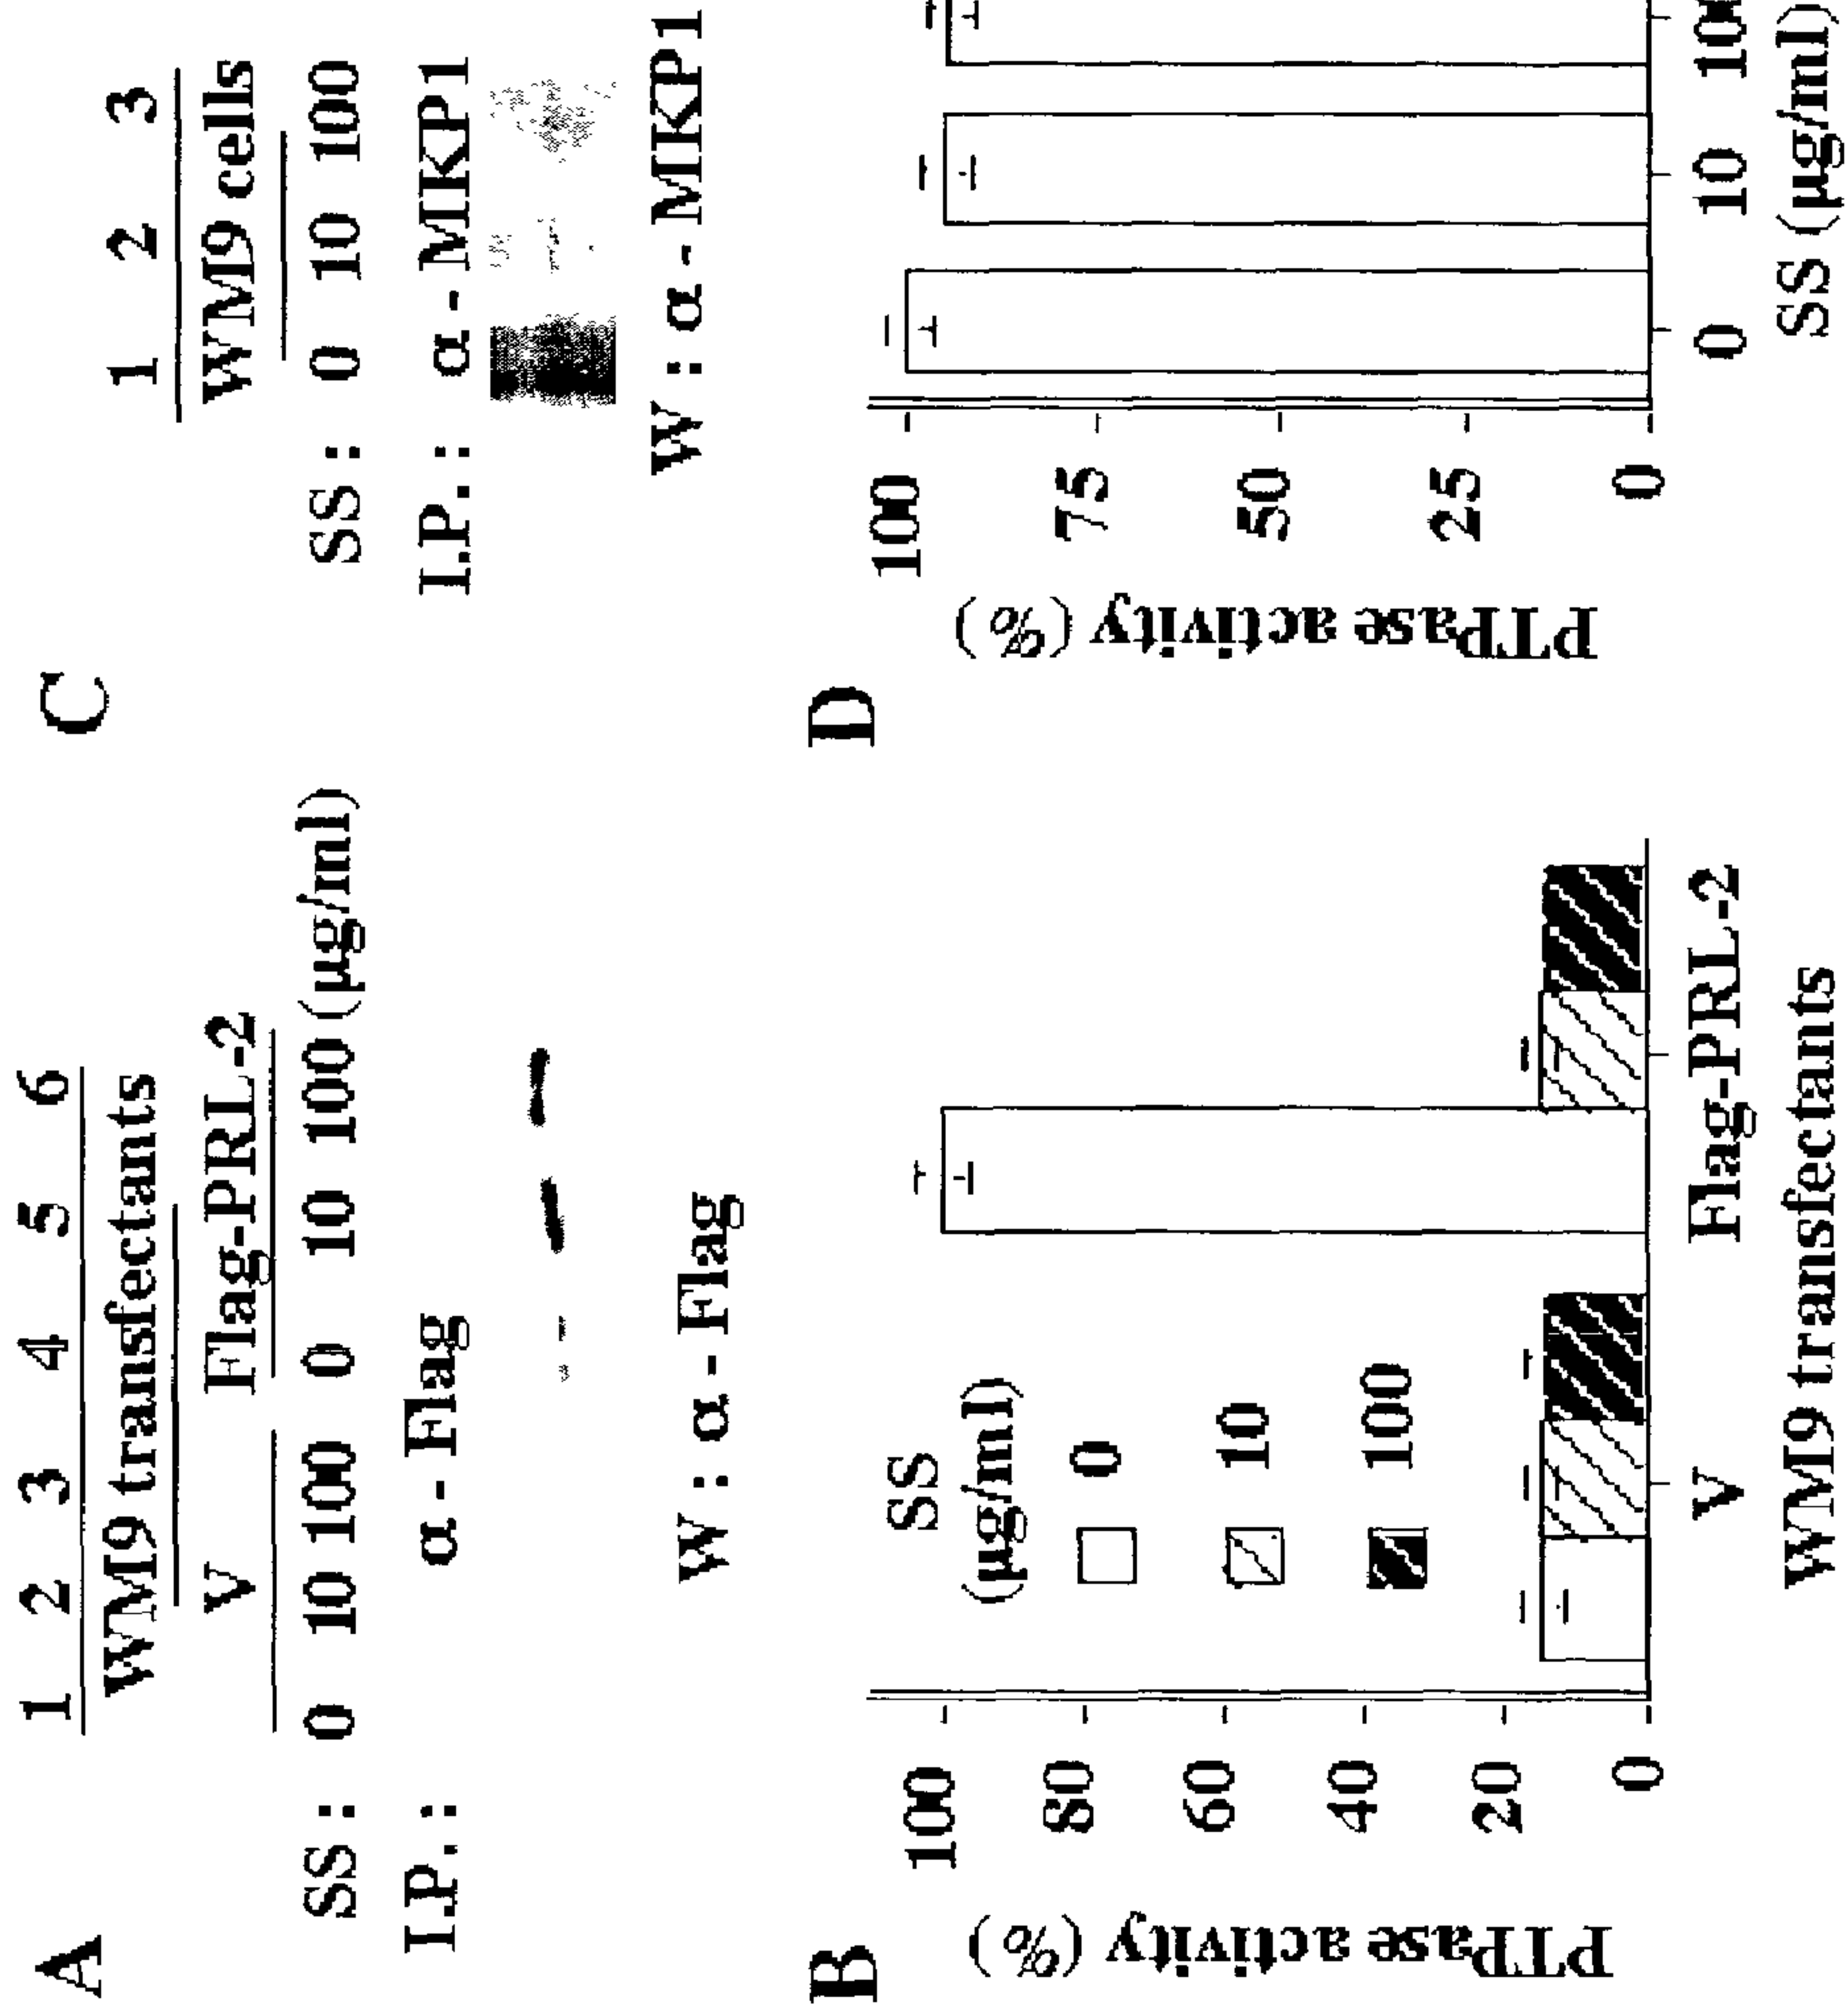 A
1 2 3 4 5 6
WM9 transfectants
V Flag-PRL-2
SS : 0 10 100 0 10 100 (µg/ml)
I.P. : α - Flag
W : α - Flag
B
PTPase activity (%)
100
80
60
40
20
0
SS
(µg/ml)
0
10
100
V Flag-PRL-2
WM9 transfectants
C
1 2 3
WM9 cells
SS : 0 10 100
I.P. : α - MKP1
W : α - MKP1
D
PTPase activity (%)
100
75
50
25
0
0 10 100
SS (µg/ml)